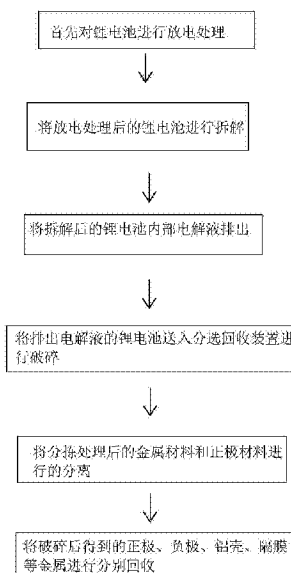 首先对锂电池进行放电处理
将放电处理后的锂电池进行拆解
将拆解后的锂电池内部电解液排出
将排出电解液的锂电池送入分选回收装置进
行破碎
将分拣处理后的金属材料和正极材料进
行的分离
将破碎后得到的正极、负极、铝壳、隔膜
等金属进行分别回收